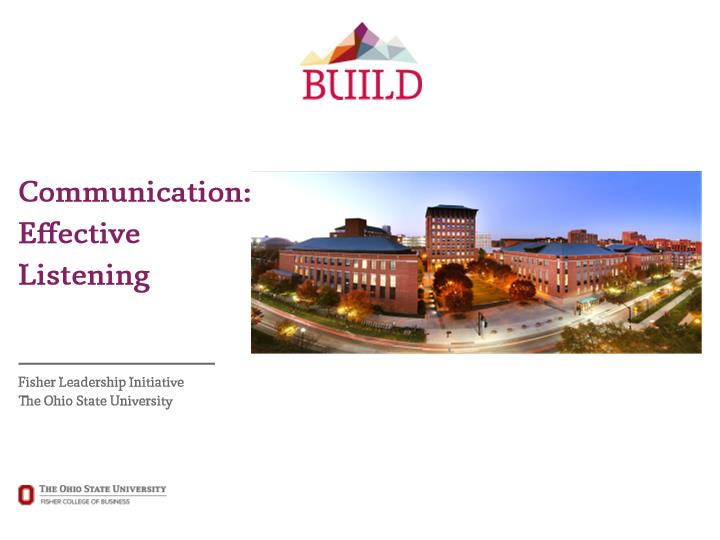 BUILD
Communication:
Effective
Listening
Fisher Leadership Initiative
The Ohio State University
THE OHIO STATE UNIVERSITY
FISHER COLLEGE OF BUSINESS